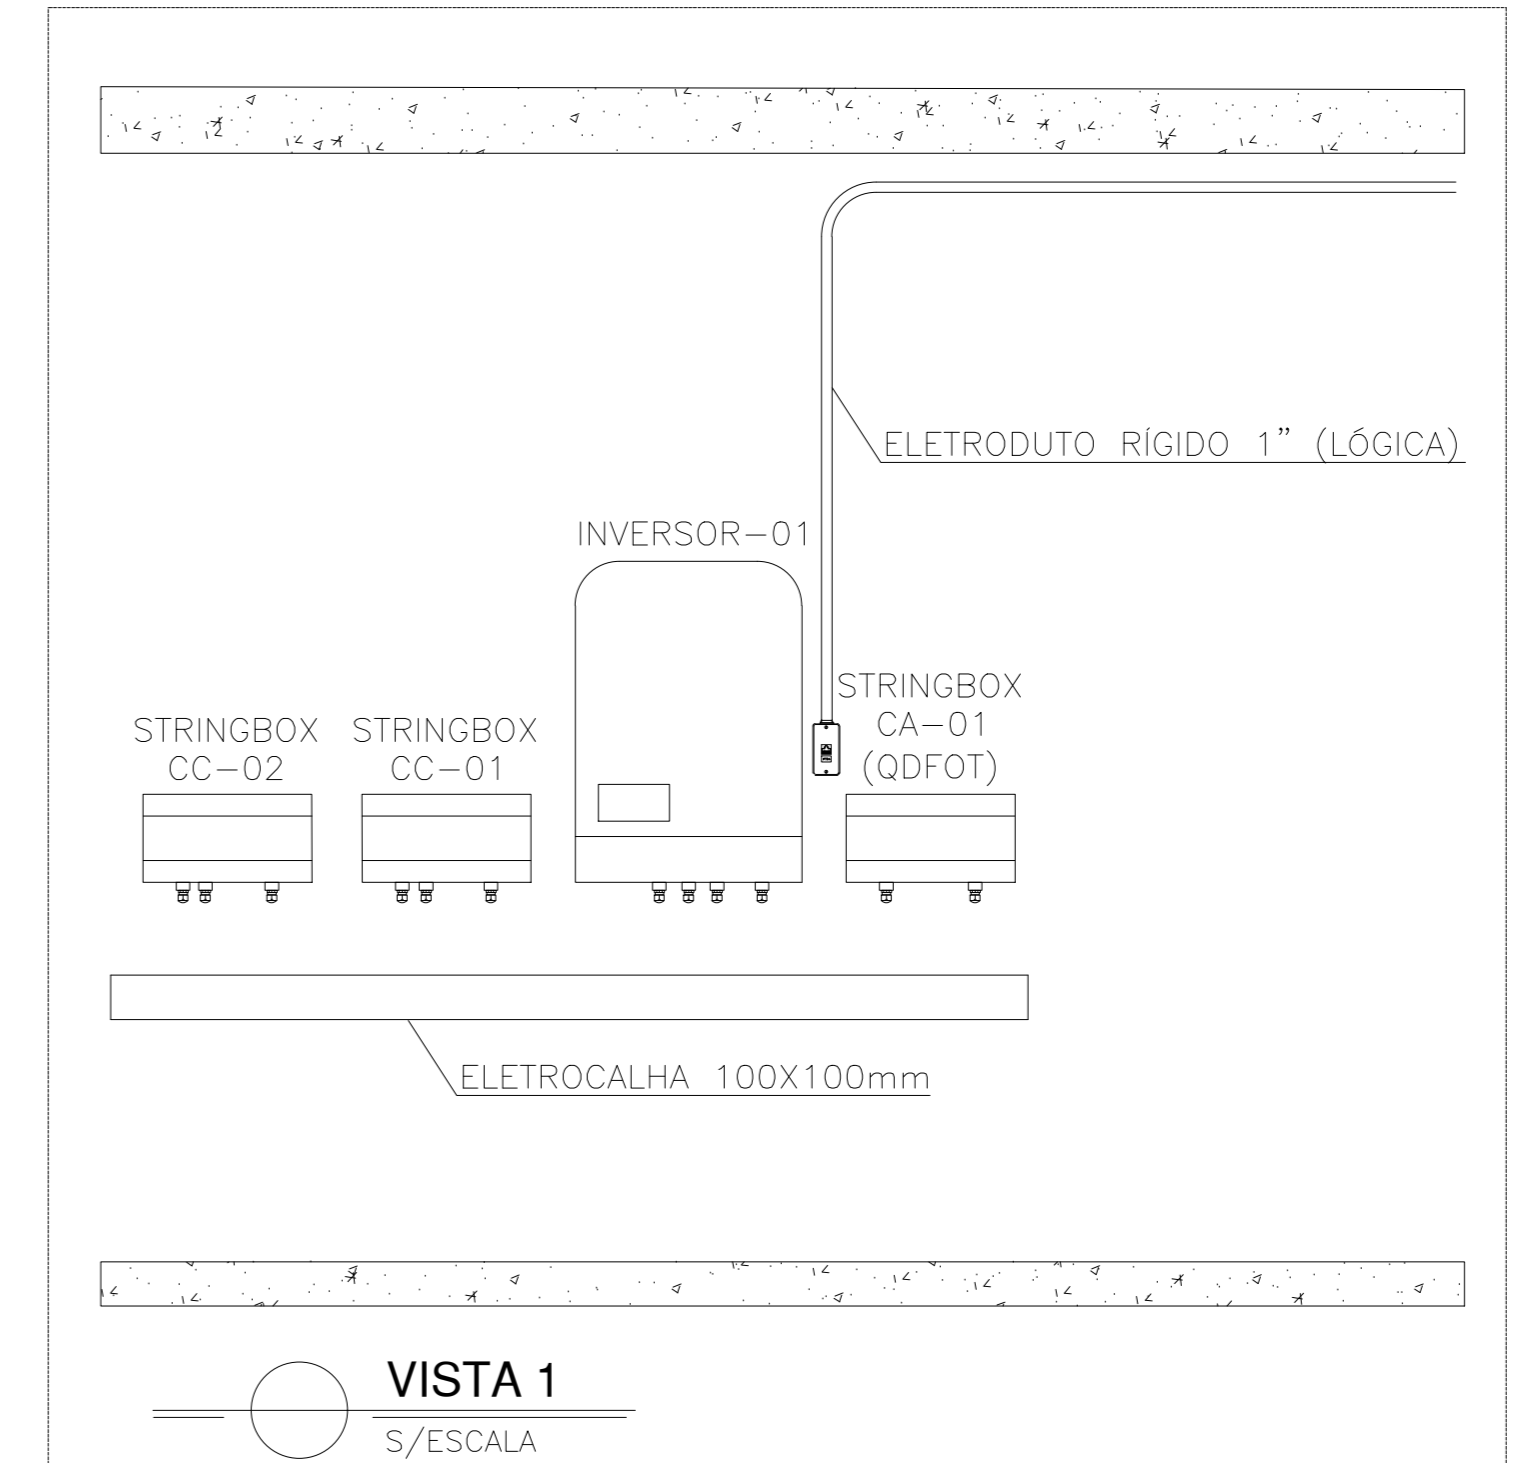 ELETRODUTO RÍGIDO 1” (LÓGICA)
INVERSOR-01
STRINGBOX
CA-01
(QDFOT)
STRINGBOX
CC-02
STRINGBOX
CC-01
ELETROCALHA 100X100mm
VISTA 1
S/ESCALA